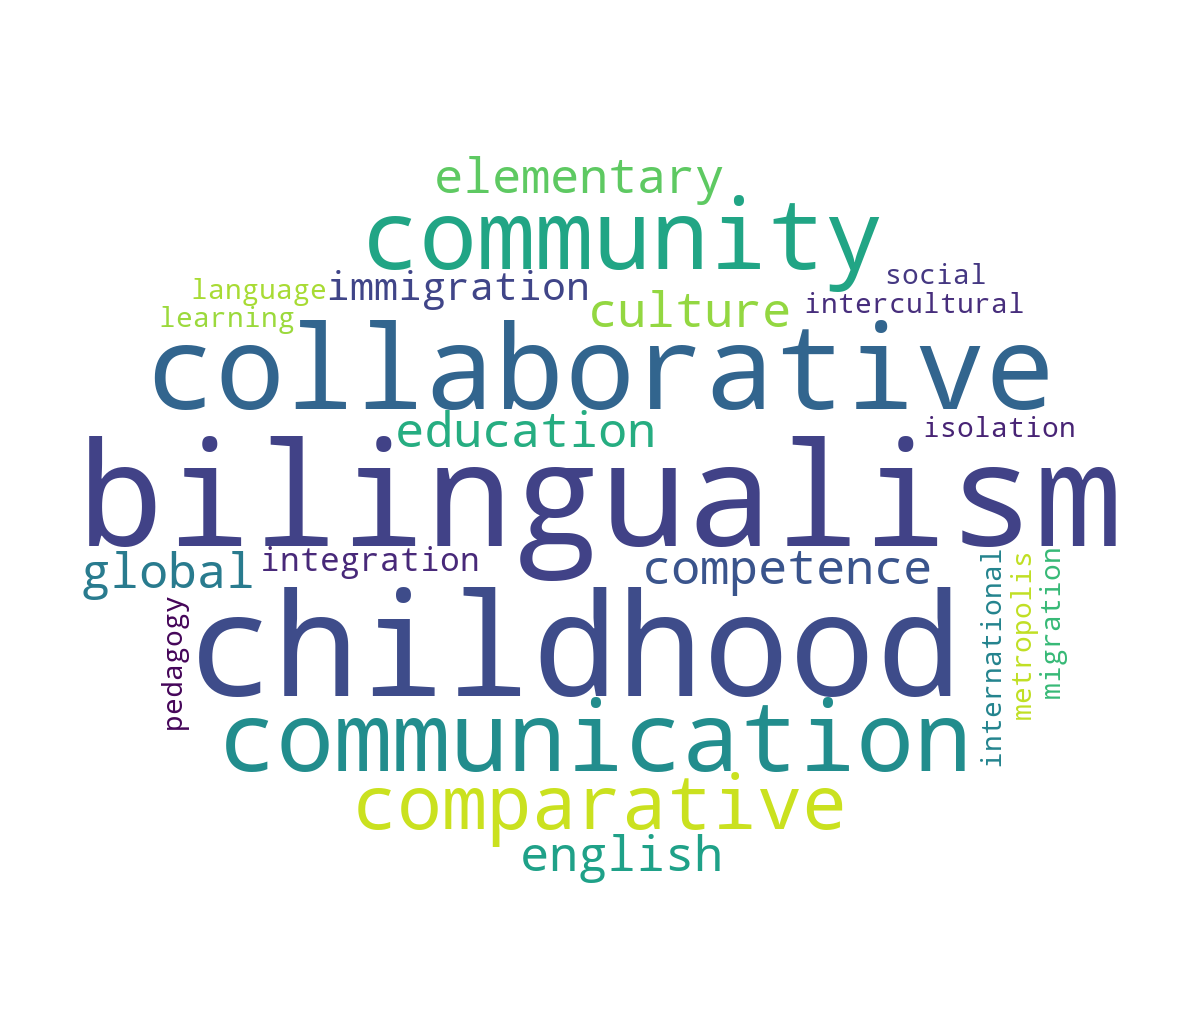 elementary
community
social
language
immigration
culture
intercultural
learning
collaborative
education
isolation
bilingualism
global
integration
competence
international
metropolis
migration
pedagogy
childhood
communication
comparative
english